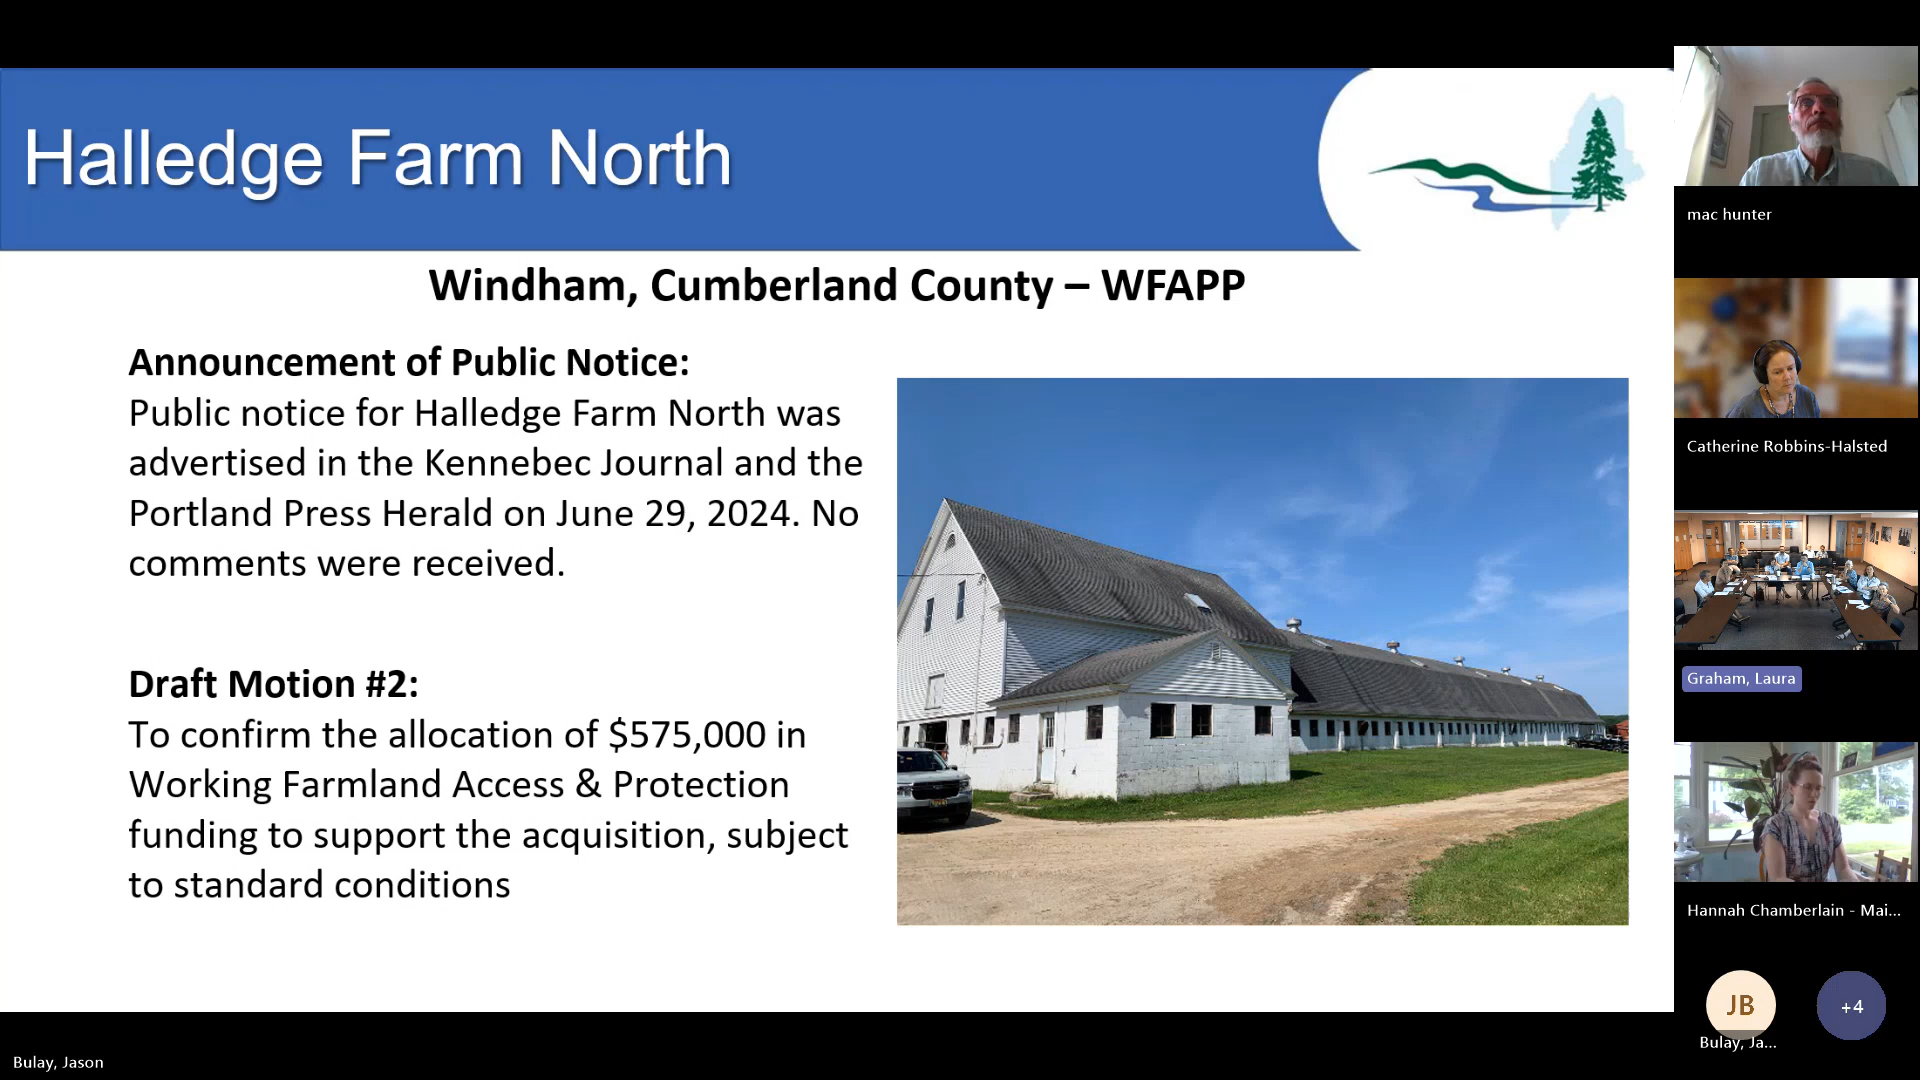 Halledge Farm North
Windham, Cumberland County – WFAPP
Announcement of Public Notice:
Public notice for Halledge Farm North was
advertised in the Kennebec Journal and the
Portland Press Herald on June 29, 2024. No
comments were received.
Draft Motion #2:
To confirm the allocation of $575,000 in
Working Farmland Access & Protection
funding to support the acquisition, subject
to standard conditions
mac hunter
Catherine Robbins-Halsted
Graham, Laura
Hannah Chamberlain - Mai...
JB
+4
Bulay, Ja...
Bulay, Jason